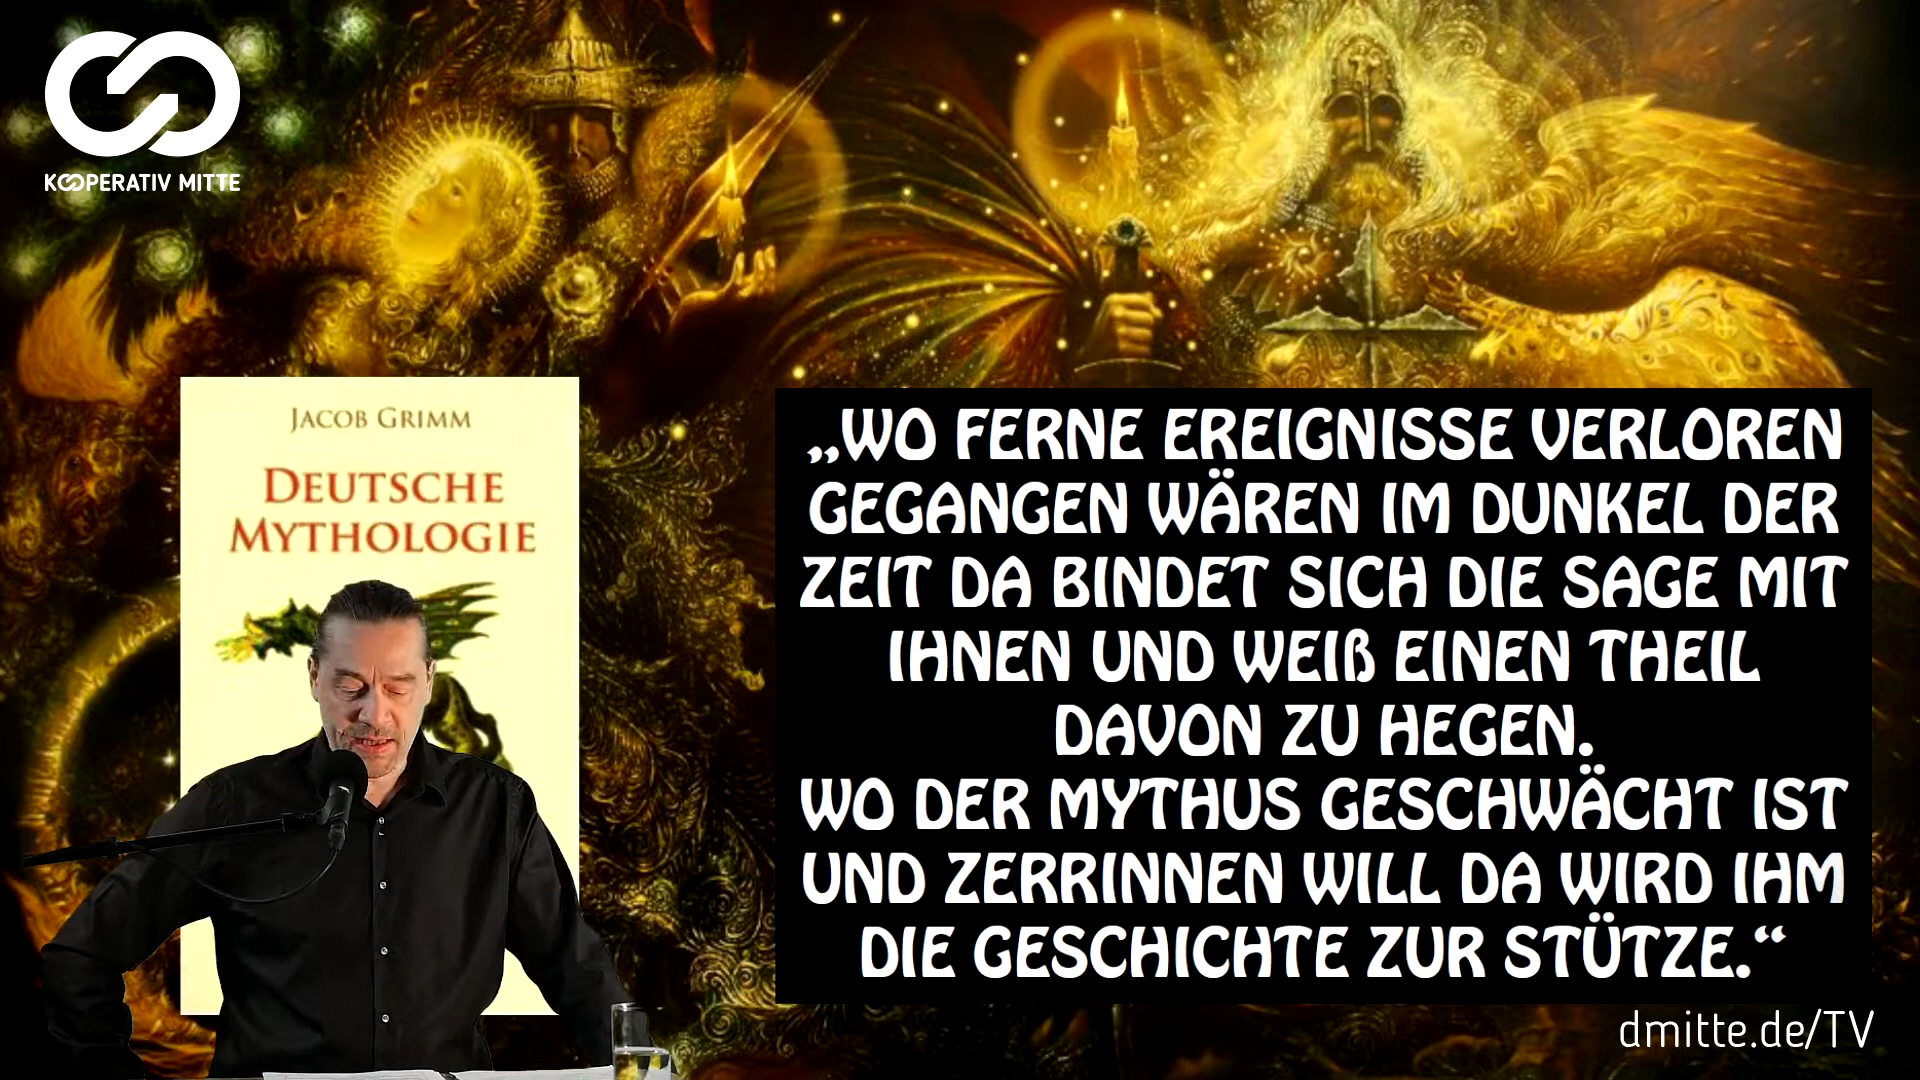 KOOPERATIV MITTE
JACOB GRIMM
DEUTSCHE
MYTHOLOGIE
„WO FERNE EREIGNISSE VERLOREN
GEGANGEN WÄREN IM DUNKEL DER
ZEIT DA BINDET SICH DIE SAGE MIT
IHNEN UND WEIß EINEN THEIL
DAVON ZU HEGEN.
WO DER MYTHUS GESCHWÄCHT IST
UND ZERRINNEN WILL DA WIRD IHM
DIE GESCHICHTE ZUR STÜTZE.“
dmitte.de/TV